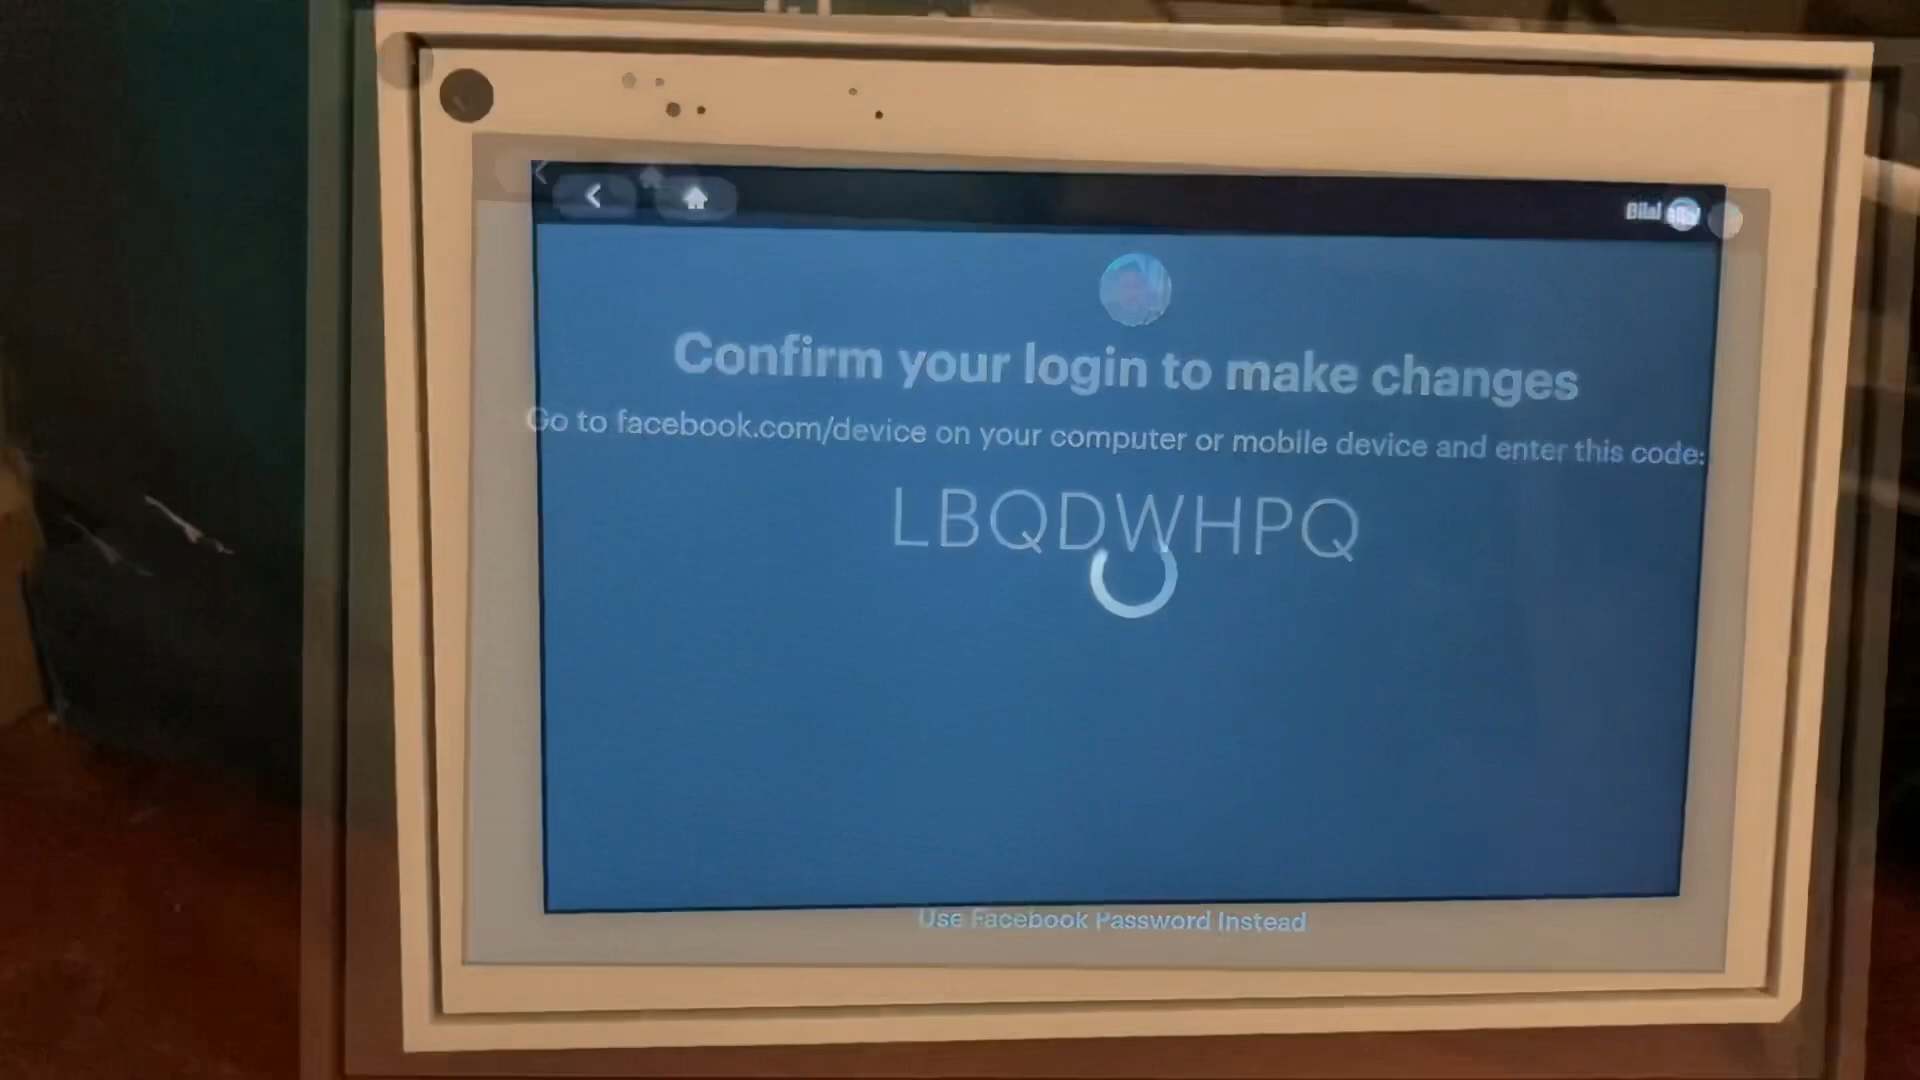 Bilal
Confirm your login to make changes
Go to facebook.com/device on your computer or mobile device and enter this code:
LBQDWHPQ
Use Facebook Password Instead